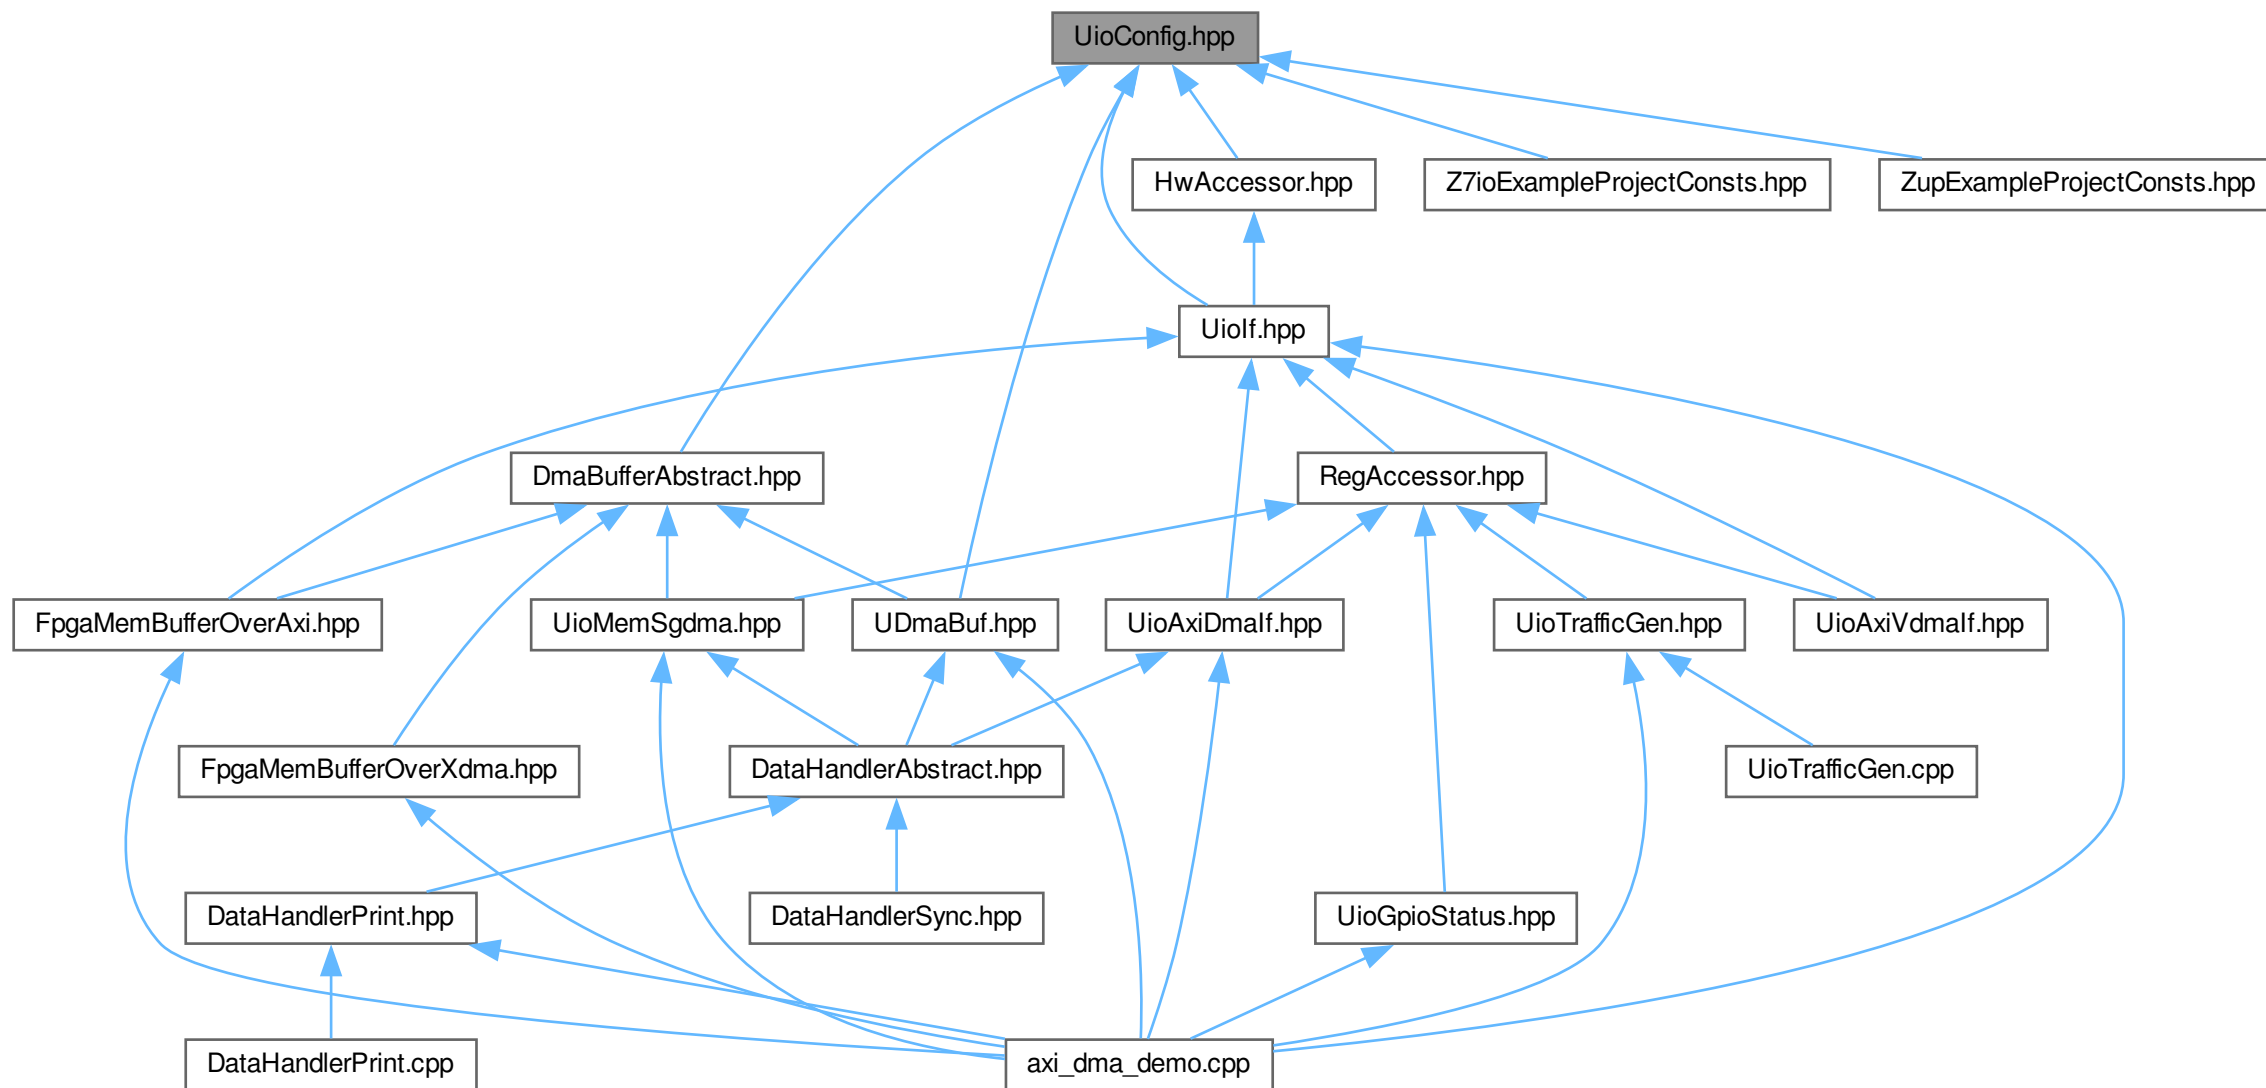 UioConfig.hpp
HwAccessor.hpp
Z7ioExampleProjectConsts.hpp
ZupExampleProjectConsts.hpp
UioIf.hpp
DmaBufferAbstract.hpp
RegAccessor.hpp
FpgaMemBufferOverAxi.hpp
UioMemSgdma.hpp
UDmaBuf.hpp
UioAxiDmaIf.hpp
UioTrafficGen.hpp
UioAxiVdmaIf.hpp
FpgaMemBufferOverXdma.hpp
DataHandlerAbstract.hpp
UioTrafficGen.cpp
DataHandlerPrint.hpp
DataHandlerSync.hpp
UioGpioStatus.hpp
DataHandlerPrint.cpp
axi_dma_demo.cpp